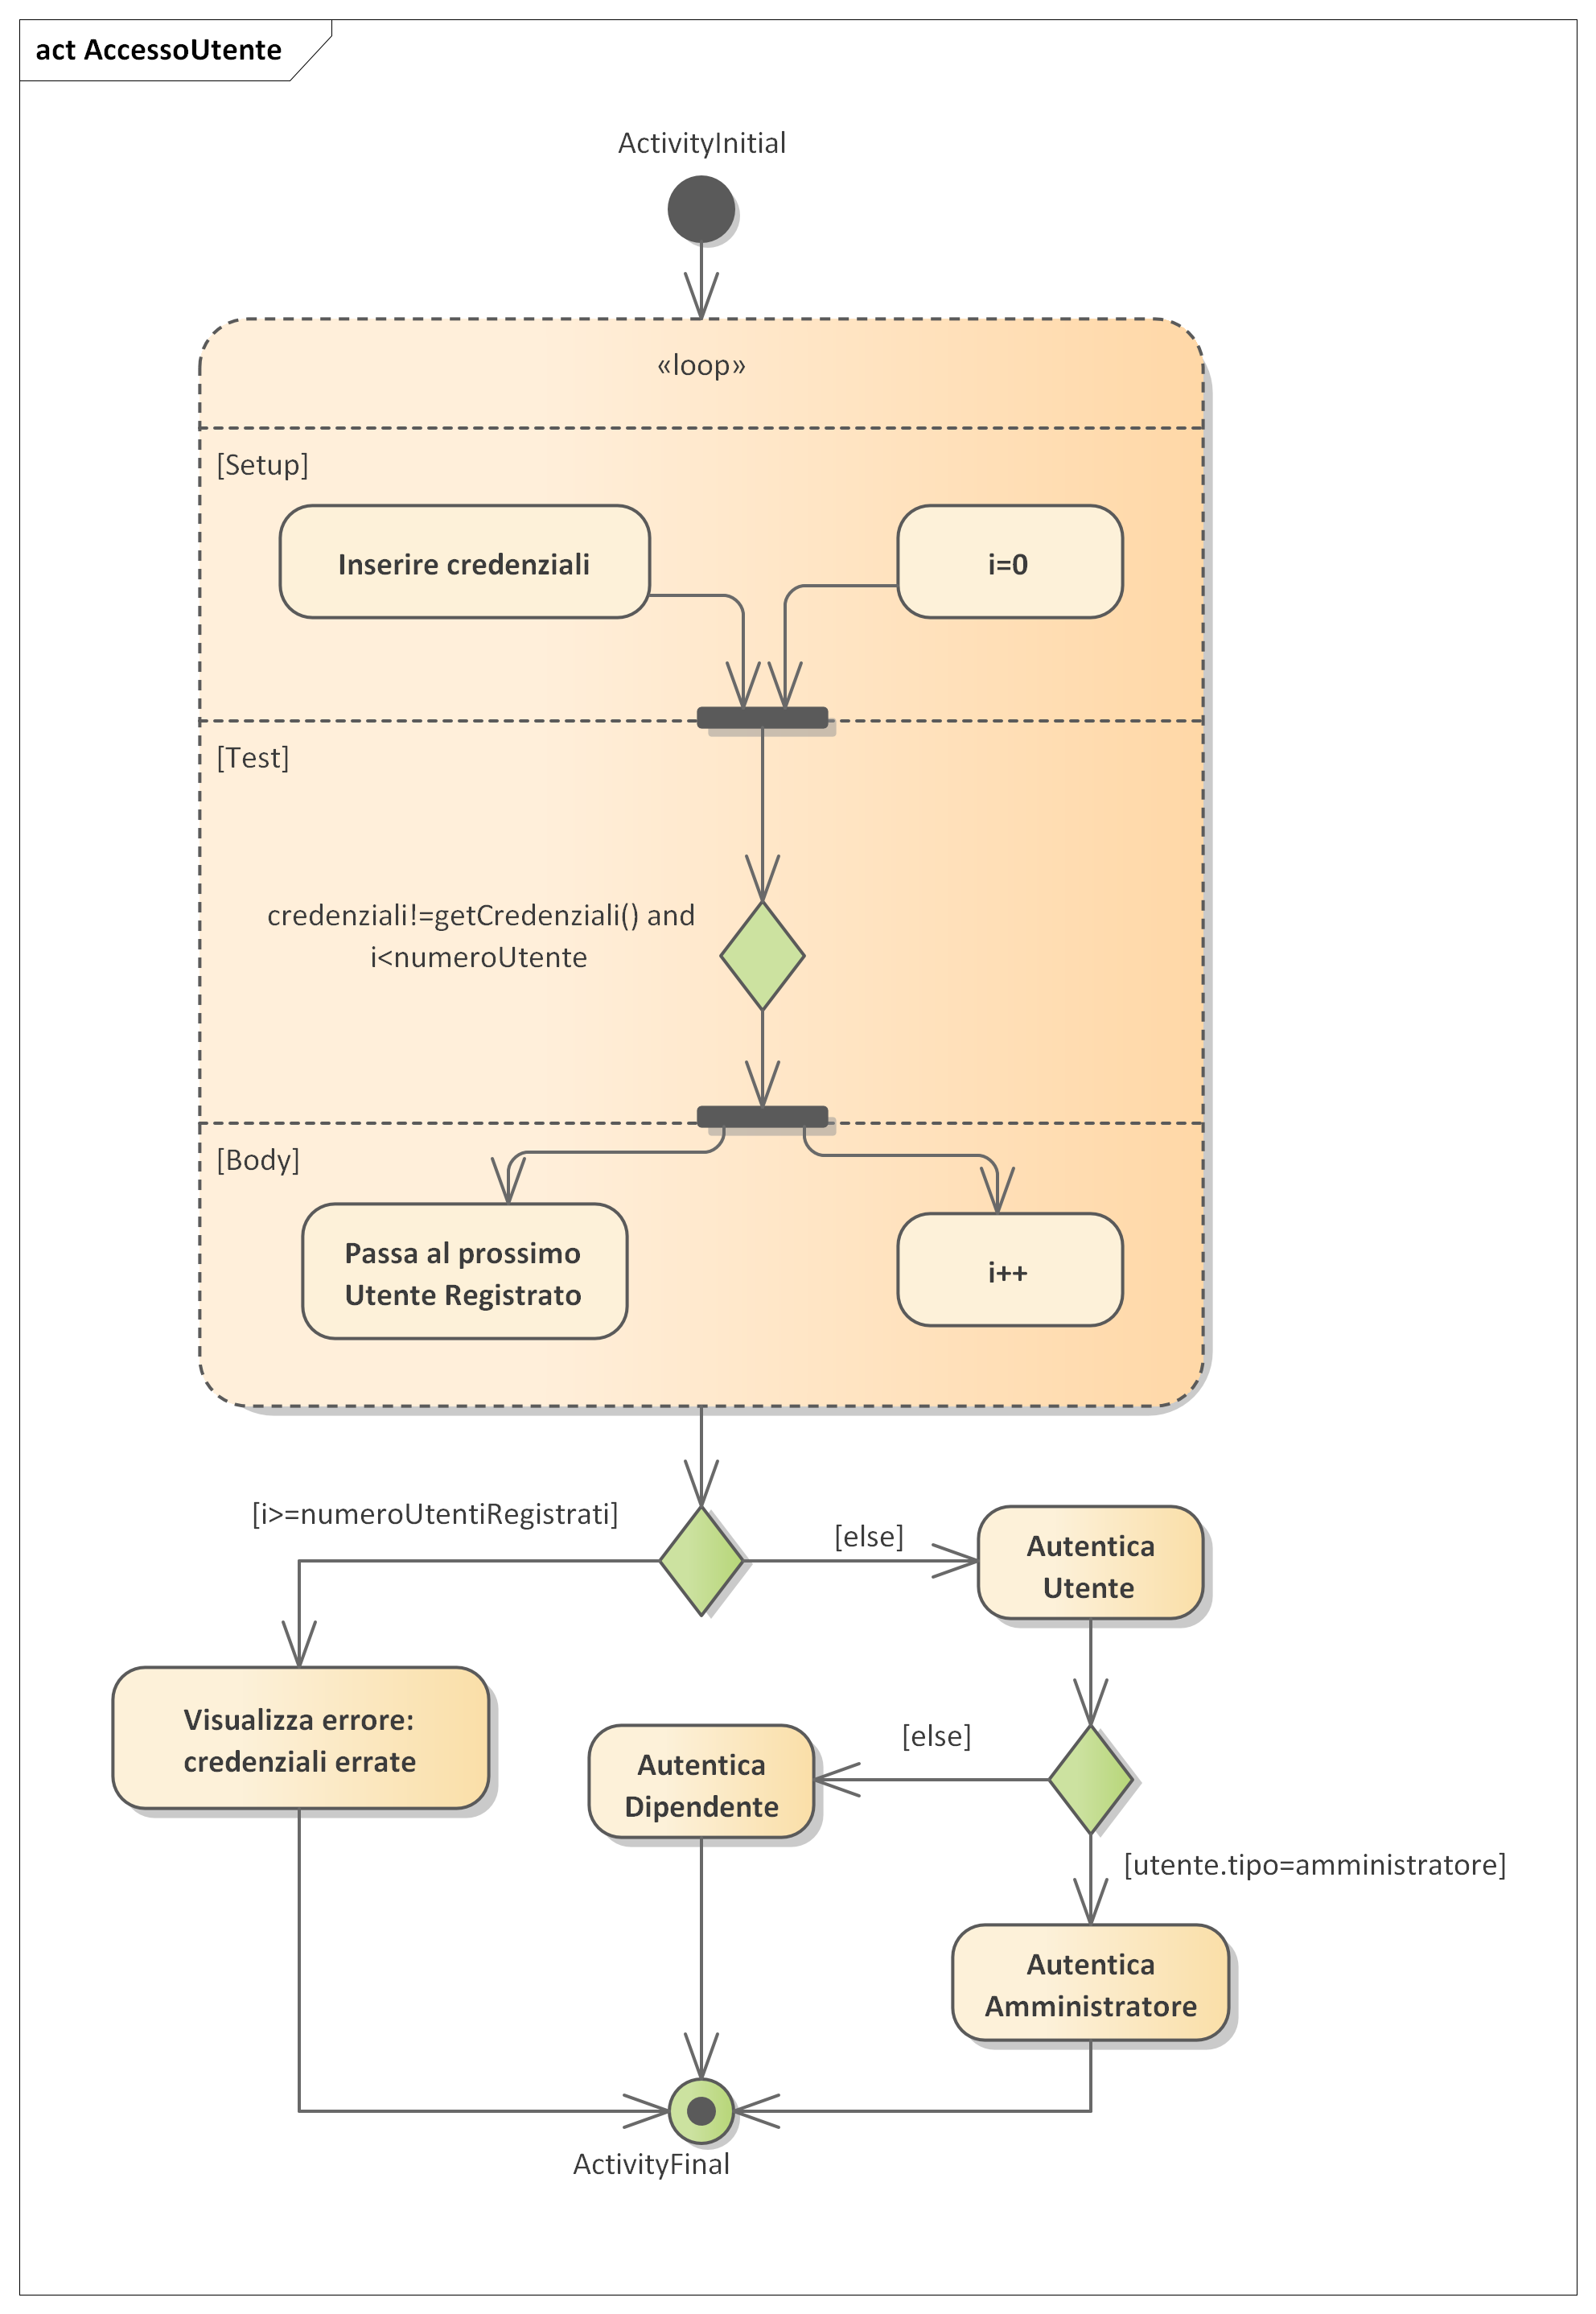 act AccessoUtente
ActivityInitial
«loop»
[Setup]
Inserire credenziali
i=0
[Test]
credenziali!=getCredenziali() and
i<numeroUtente
[Body]
Passa al prossimo
Utente Registrato
i++
[i>=numeroUtentiRegistrati]
[else]
Autentica
Utente
Visualizza errore:
credenziali errate
[else]
Autentica
Dipendente
[utente.tipo=amministratore]
Autentica
Amministratore
ActivityFinal